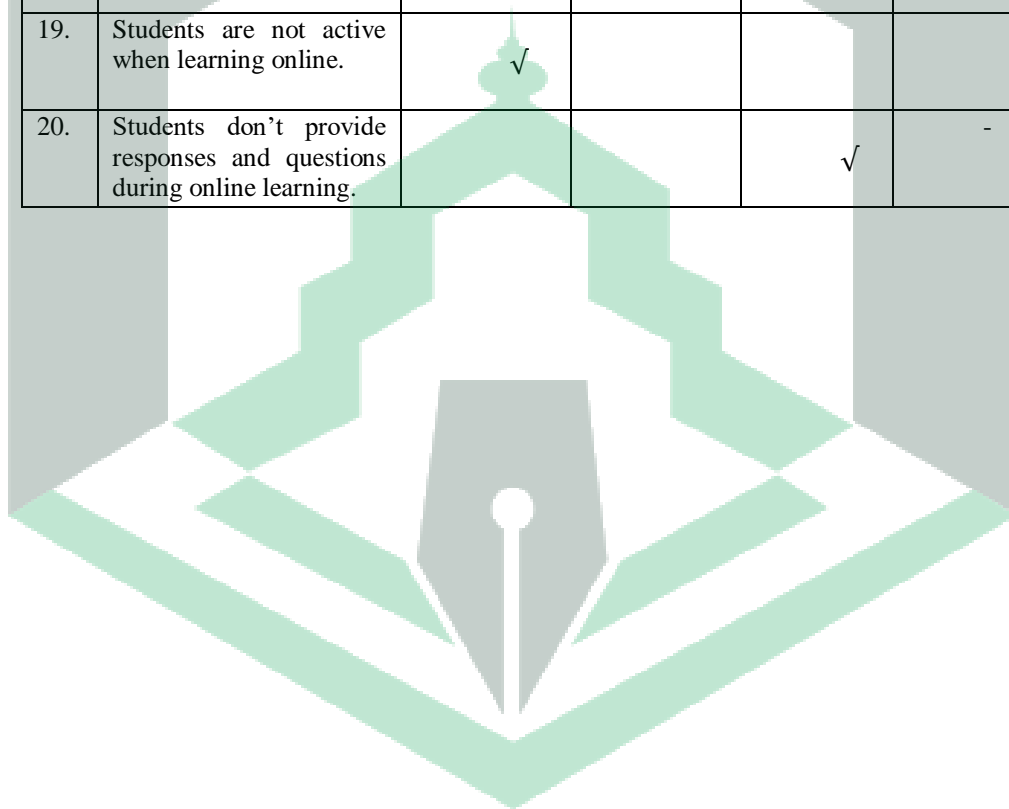 19. Students are not active
when learning online. √
20. Students don’t provide -
responses and questions √
during online learning.